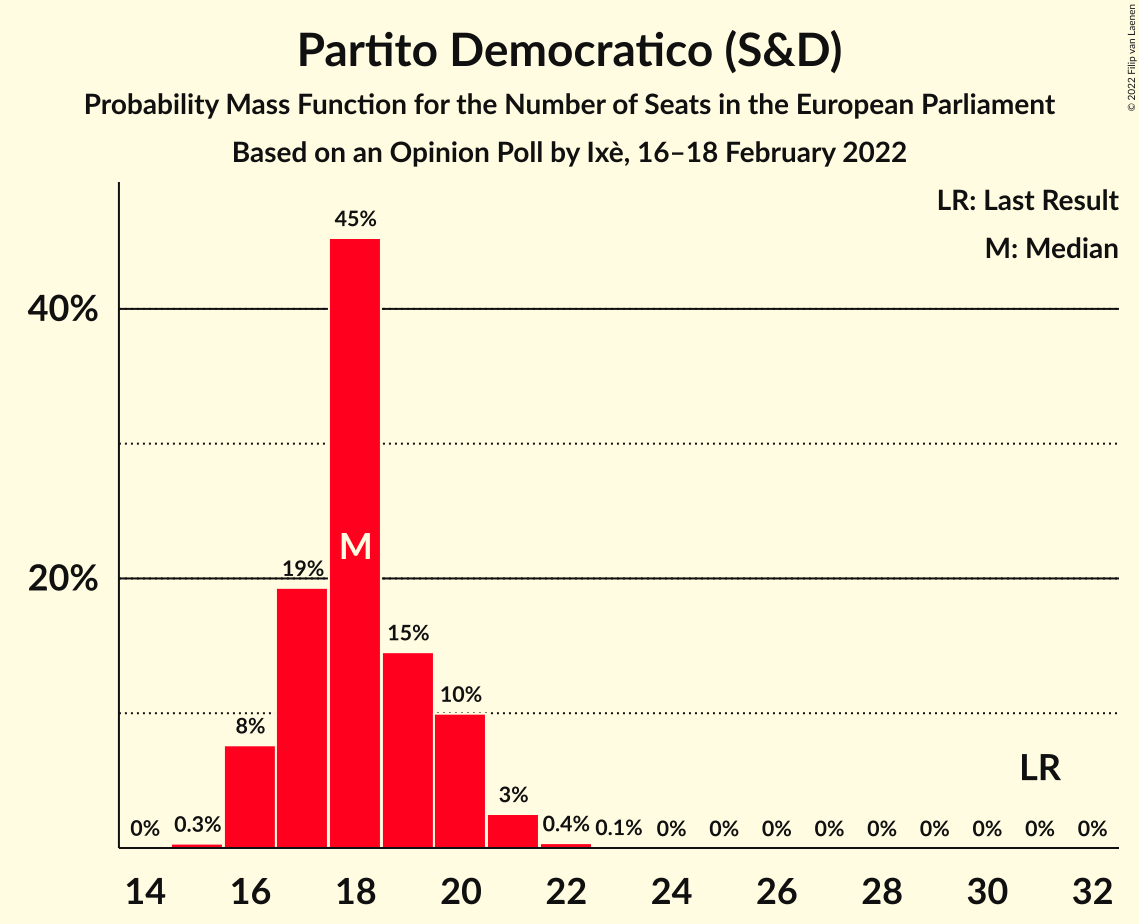 Partito Democratico (S&D)
Probability Mass Function for the Number of Seats in the European Parliament
Based on an Opinion Poll by Ixè, 16–18 February 2022
© 2022 Filip van Laenen
LR: Last Result
M: Median
40%
20%
0%
0.3%
8%
19%
45%
M
15%
10%
3%
0.4%
0.1%
0%
0%
0%
0%
0%
0%
0%
0%
0%
LR
14 16 18 20 22 24 26 28 30 32